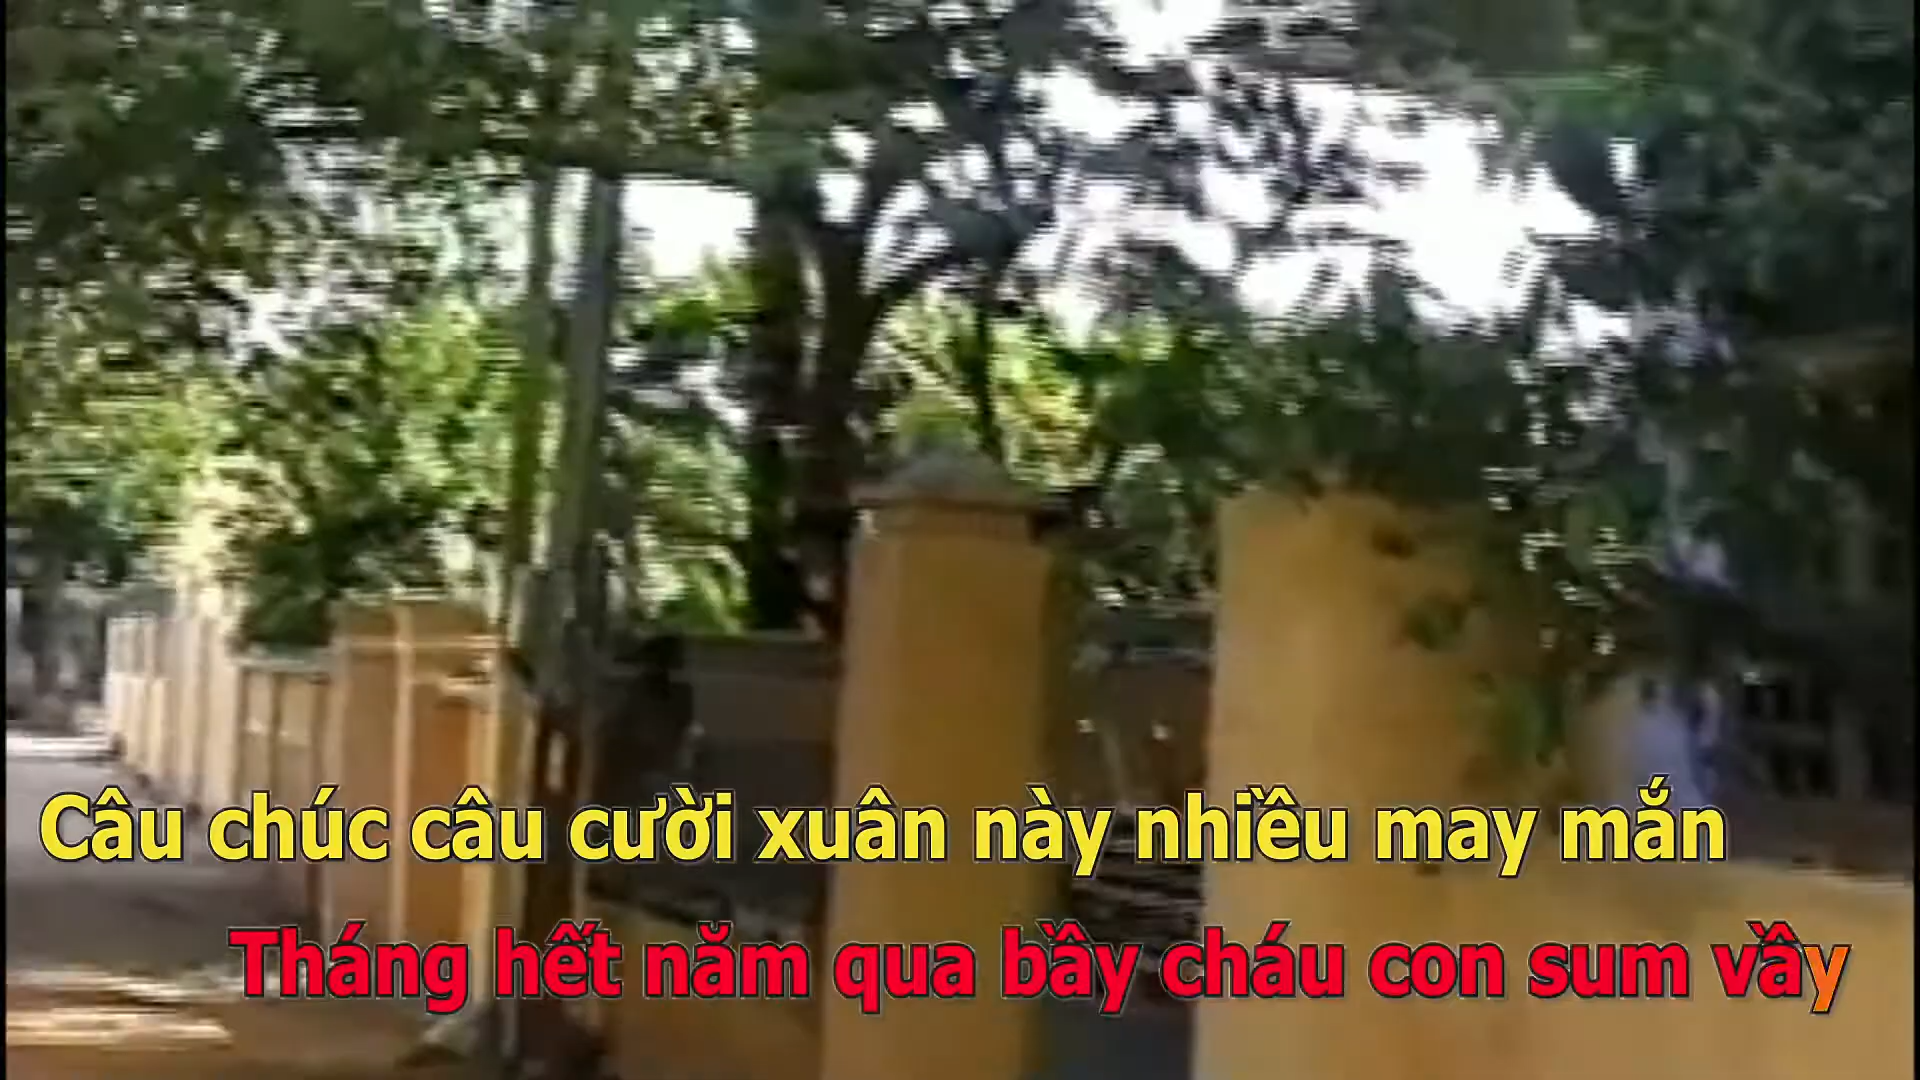 Câu chúc câu cười xuân này nhiều may mắn
Tháng hết năm qua bầy cháu con sum vầy